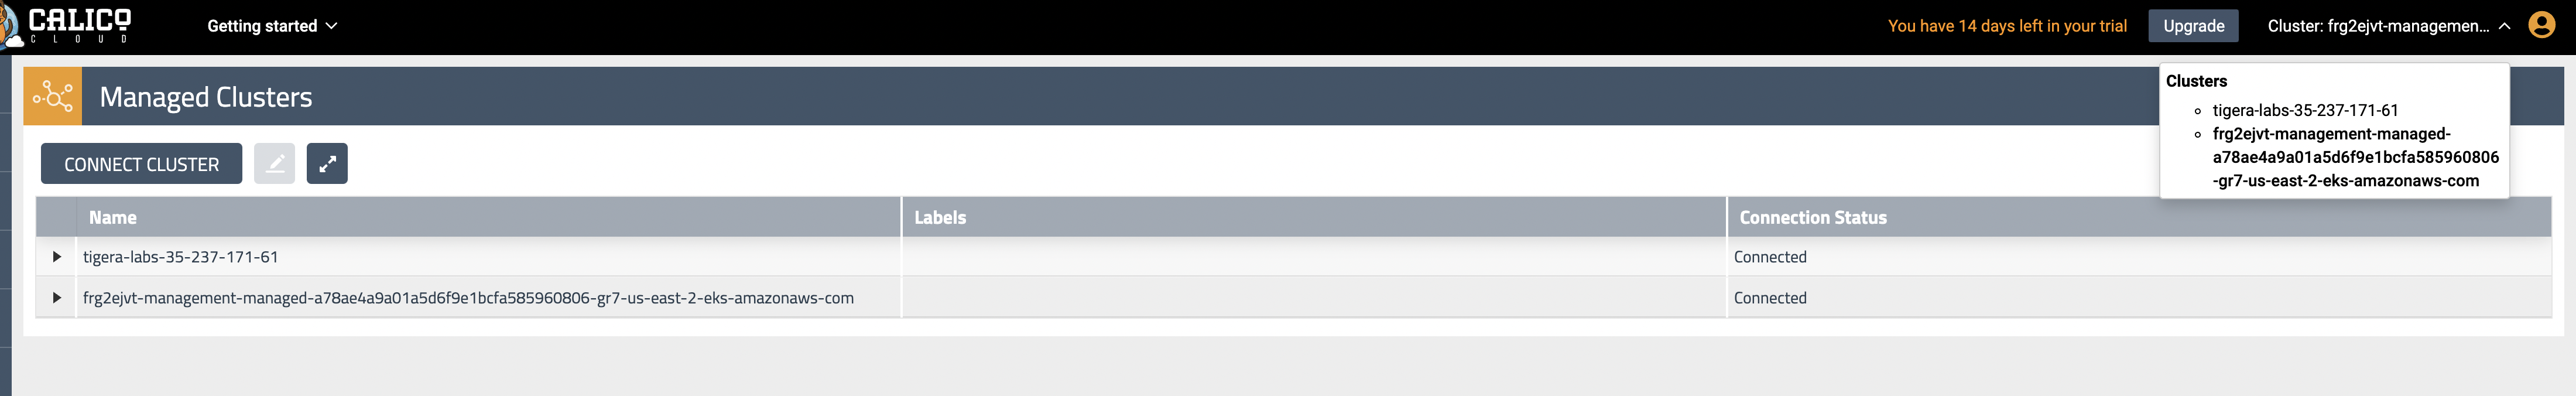 CALICO
CLOUD
Getting started
You have 14 days left in your trial
Upgrade
Cluster: frg2ejvt-managemen...
Clusters
tigera-labs-35-237-171-61
frg2ejvt-management-managed-
a78ae4a9a01a5d6f9e1bcfa585960806
-gr7-us-east-2-eks-amazonaws-com
Managed Clusters
CONNECT CLUSTER
Name Labels Connection Status
tigera-labs-35-237-171-61 Connected
frg2ejvt-management-managed-a78ae4a9a01a5d6f9e1bcfa585960806-gr7-us-east-2-eks-amazonaws-com Connected